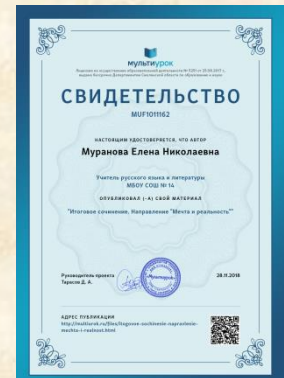 мультиурок
СВИДЕТЕЛЬСТВО
MUF1011162
НАСТОЯЩИМ УДОСТОВЕРЯЕТСЯ, ЧТО АВТОР
Муранова Елена Николаевна
Учитель русского языка и литературы
МБОУ СОШ № 14
ОПУБЛИКОВАЛ (-А) СВОЙ МАТЕРИАЛ
"Итоговое сочинение. Направление "Мечта и реальность""
Руководитель проекта
Тарасов Д. А.
28.11.2018
АДРЕС ПУБЛИКАЦИИ